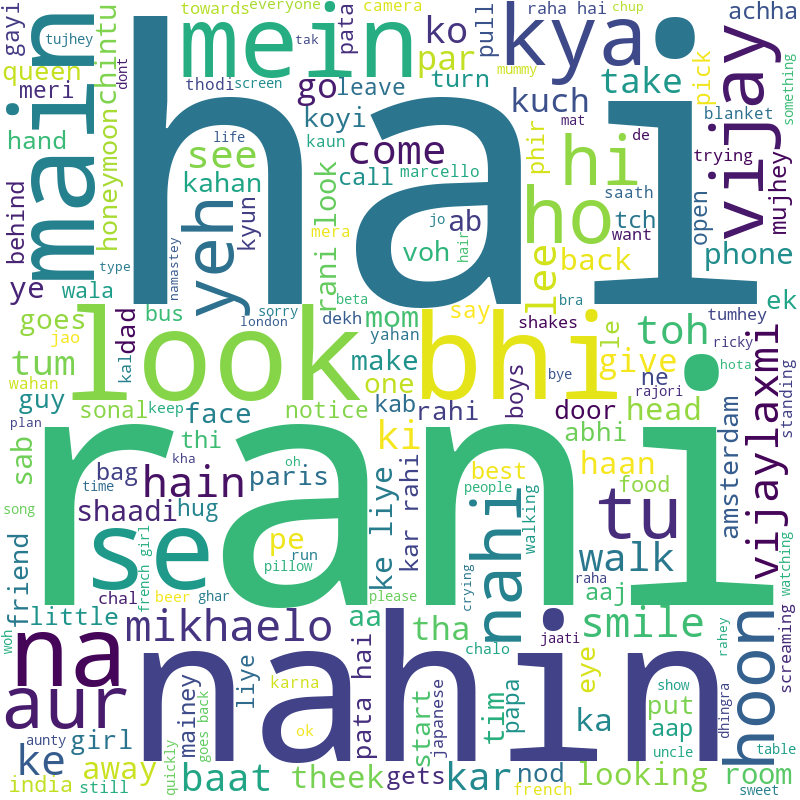 gayi
tujhey
towards
everyone
camera
raha hai
chup
achha
queen
chintu
mein
tak
pata
ko
pull
kya
meri
dont
thodi
screen
mummy
par
turn
take
pick
something
main
hai
go
leave
kuch
hand
honeymoon
life
koyi
come
phir
mat
de
blanket
vijay
see
kaun
hi
trying
behind
yeh
kyun
kahan
call
marcello
saath
mujhey
type
namastey
mera
rani look
jo
ab
ho
tch
want
open
voh
hair
lee
back
phone
ye
wala
beta
ek
goes
bus
dad
sorry
london
dekh
mom
say
shakes
le
toh
tumhey
jao
look
yahan
bhi
bra
ricky
tum
kal
make
give
hota
wahan
one
bye
ne
rajori
guy
sonal
keep
face
notice
kab
rahi
boys
door
head
vijaylaxmi
standing
plan
thi
ki
abhi
sab
bag
kha
oh
hain
paris
best
haan
amsterdam
time
people
food
song
shaadi
hug
rani
ke liye
kar rahi
nahi
walking
tu
watching
friend
french girl
se
pe
run
pillow
walk
chal
beer
ghar
please
crying
raha
aaj
little
mikhaelo
aa
tha
smile
woh
na
jaati
rahey
screaming
aur
pata hai
chalo
nahin
eye
hoon
liye
karna
start
japanese
tim
papa
show
put
dhingra
aunty
girl
mainey
goes back
ok
ka
aap
ke
away
uncle
table
india
still
quickly
baat
theek
gets
kar
nod
french
looking
room
sweet